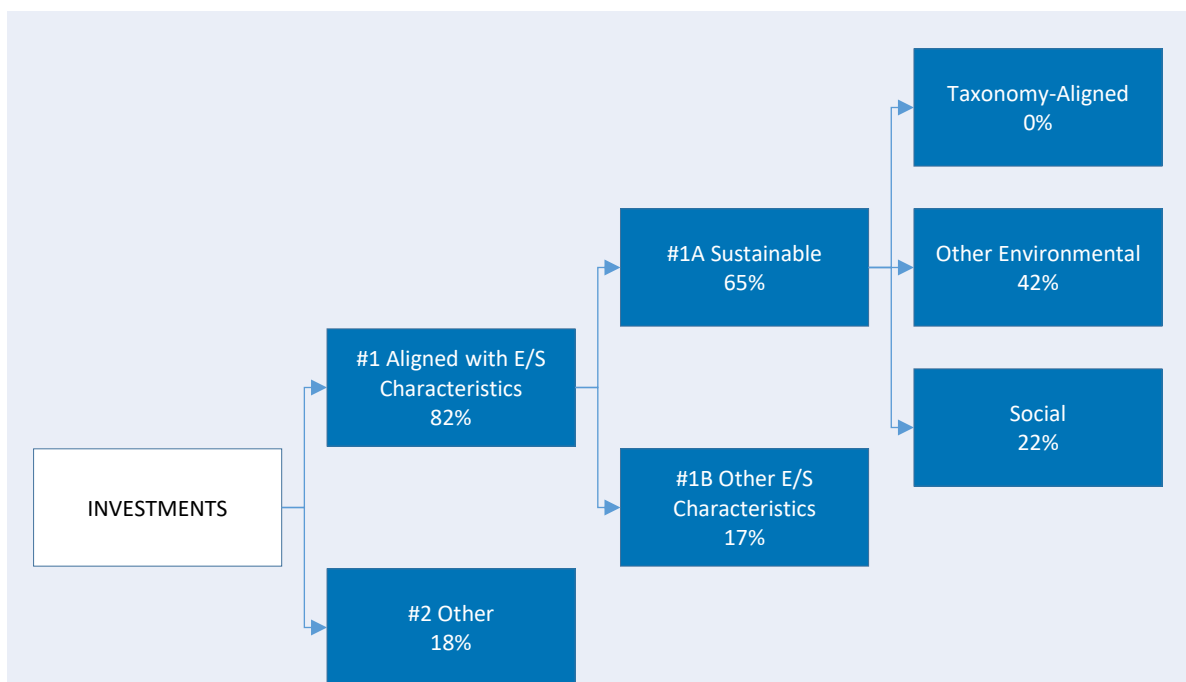 INVESTMENTS
#1 Aligned with E/S
Characteristics
82%
#2 Other
18%
#1A Sustainable
65%
#1B Other E/S
Characteristics
17%
Taxonomy-Aligned
0%
Other Environmental
42%
Social
22%